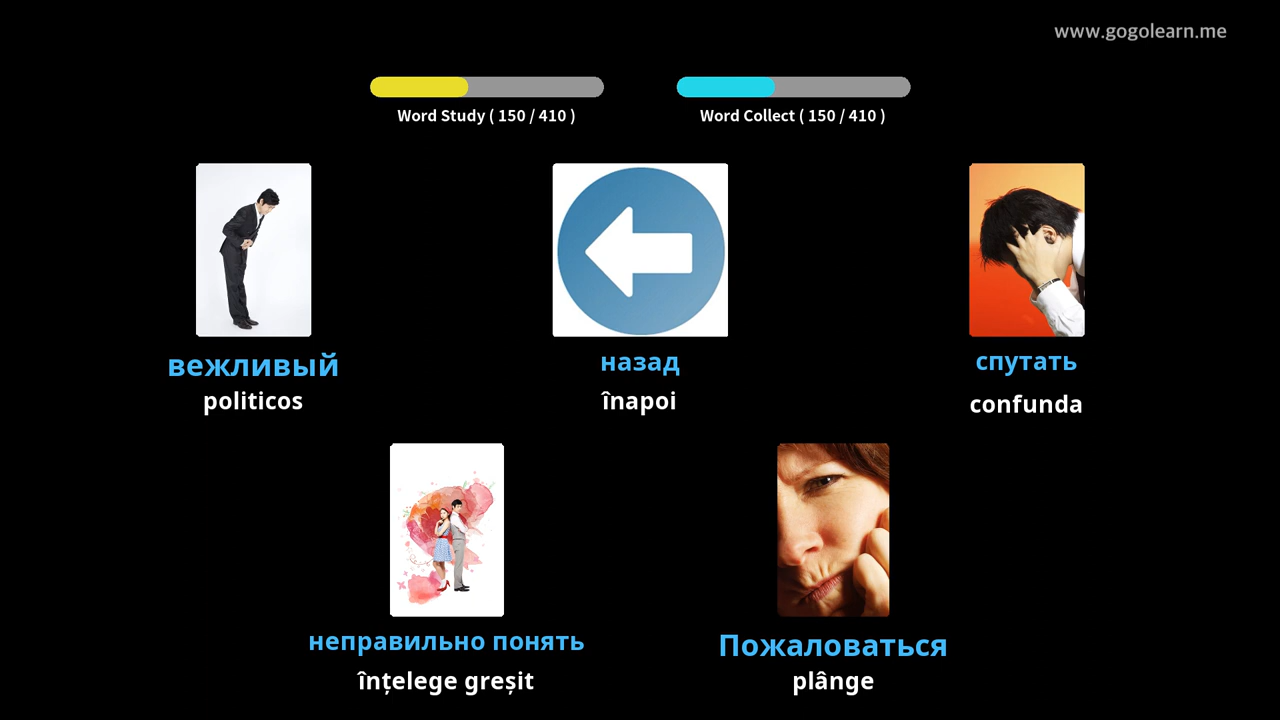 www.gogolearn.me
Word Study ( 150 / 410 )
Word Collect ( 150 / 410 )
вежливый
politicos
назад
înapoi
спутать
confunda
неправильно понять
înțelege greșit
Пожаловаться
plânge